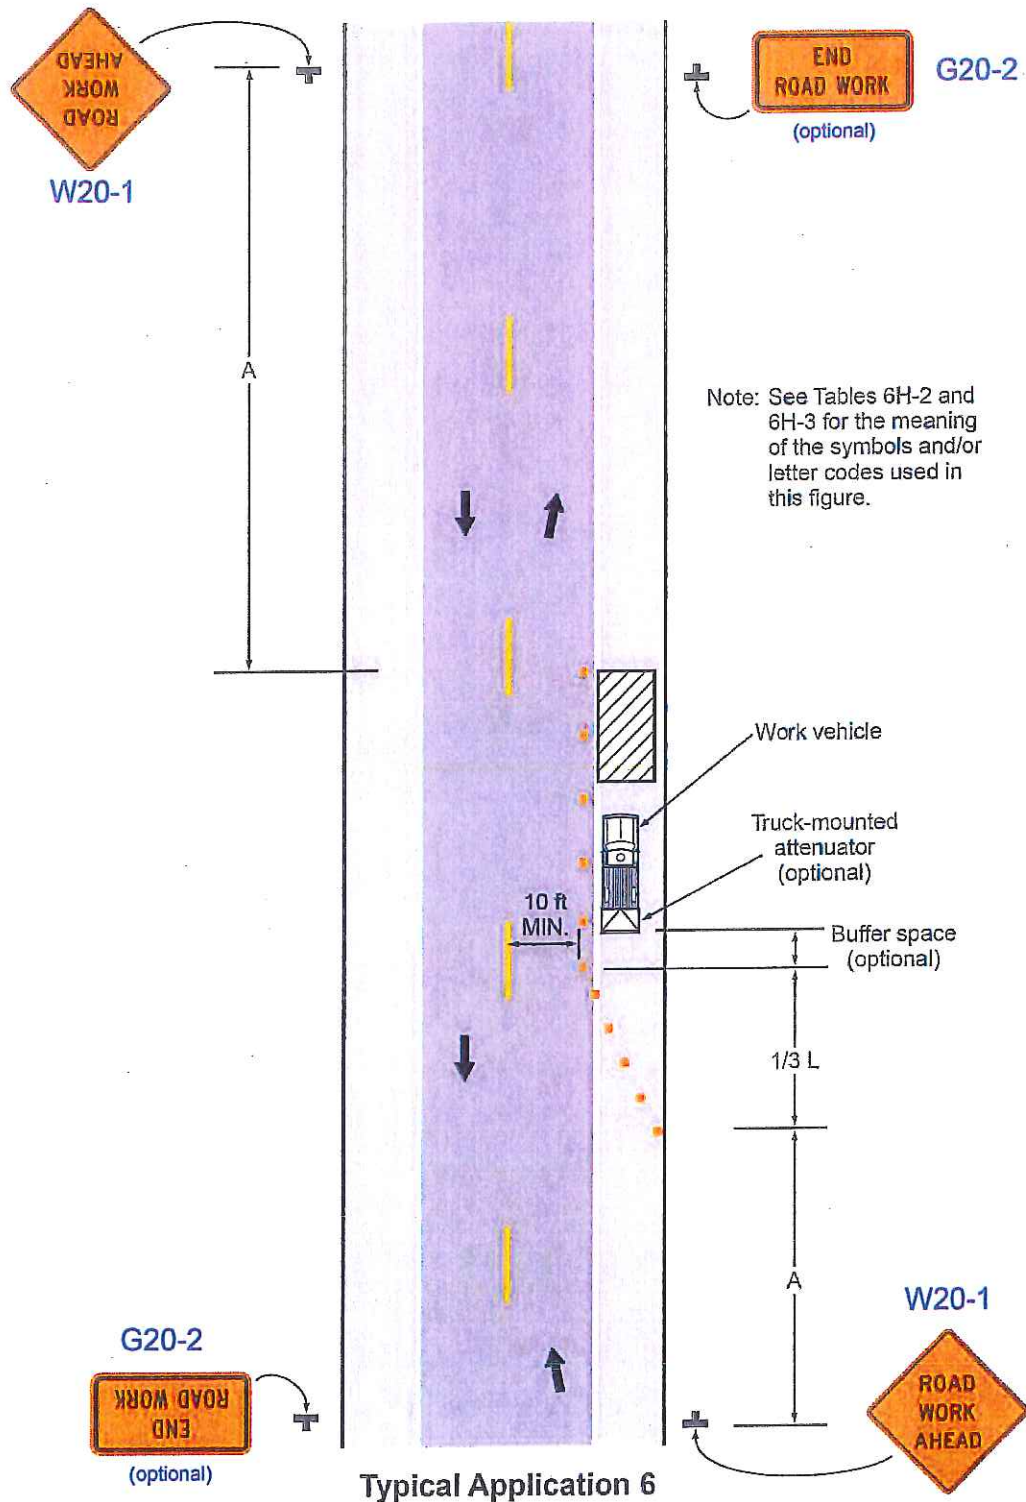 ROAD
WORK
AHEAD
W20-1
END
ROAD WORK
(optional)
G20-2
A
Note: See Tables 6H-2 and
6H-3 for the meaning
of the symbols and/or
letter codes used in
this figure.
Work vehicle
Truck-mounted
attenuator
(optional)
10 ft
MIN.
Buffer space
(optional)
1/3 L
A
W20-1
ROAD
WORK
AHEAD
G20-2
END
ROAD WORK
(optional)
Typical Application 6